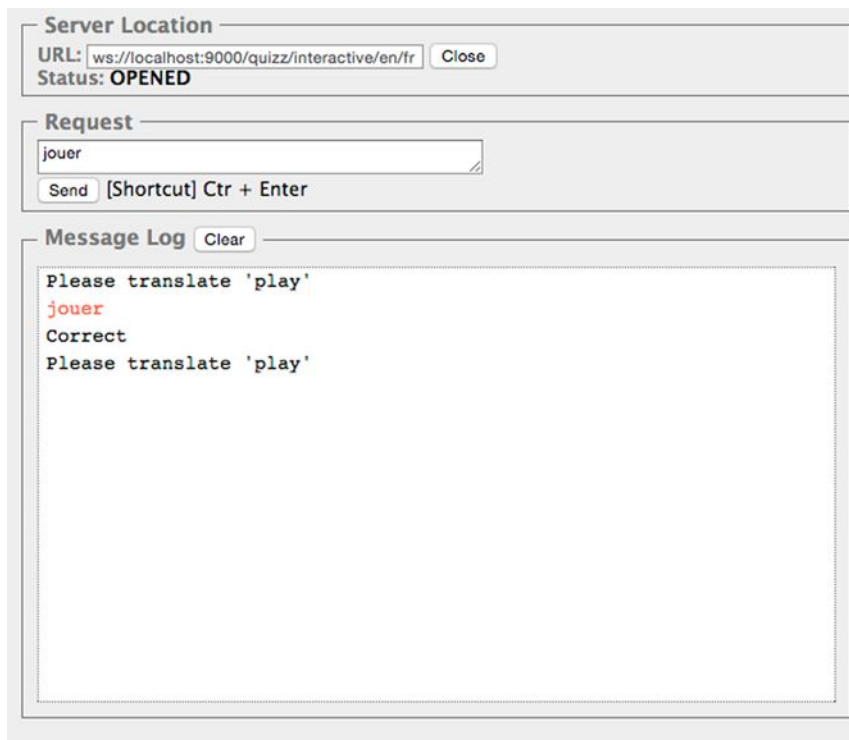 Server Location
URL: ws://localhost:9000/quizz/interactive/en/fr Close
Status: OPENED
Request
jouer
Send [Shortcut] Ctr + Enter
Message Log Clear
Please translate 'play'
jouer
Correct
Please translate 'play'